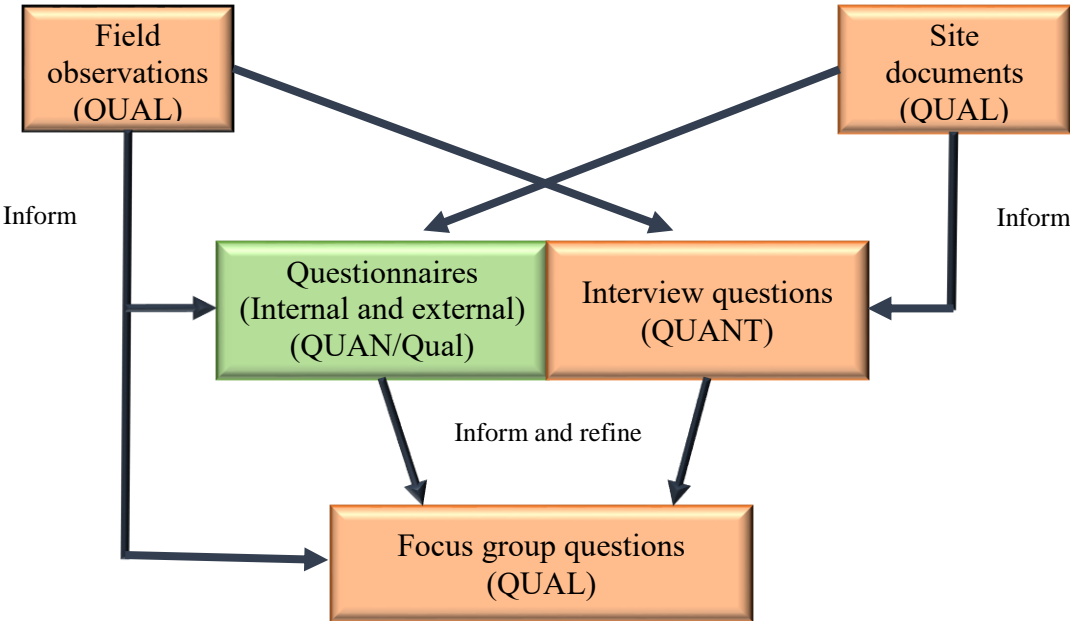 Field
observations
(QUAL)
Site
documents
(QUAL)
Inform
Inform
Questionnaires
(Internal and external)
(QUAN/Qual)
Interview questions
(QUANT)
Inform and refine
Focus group questions
(QUAL)